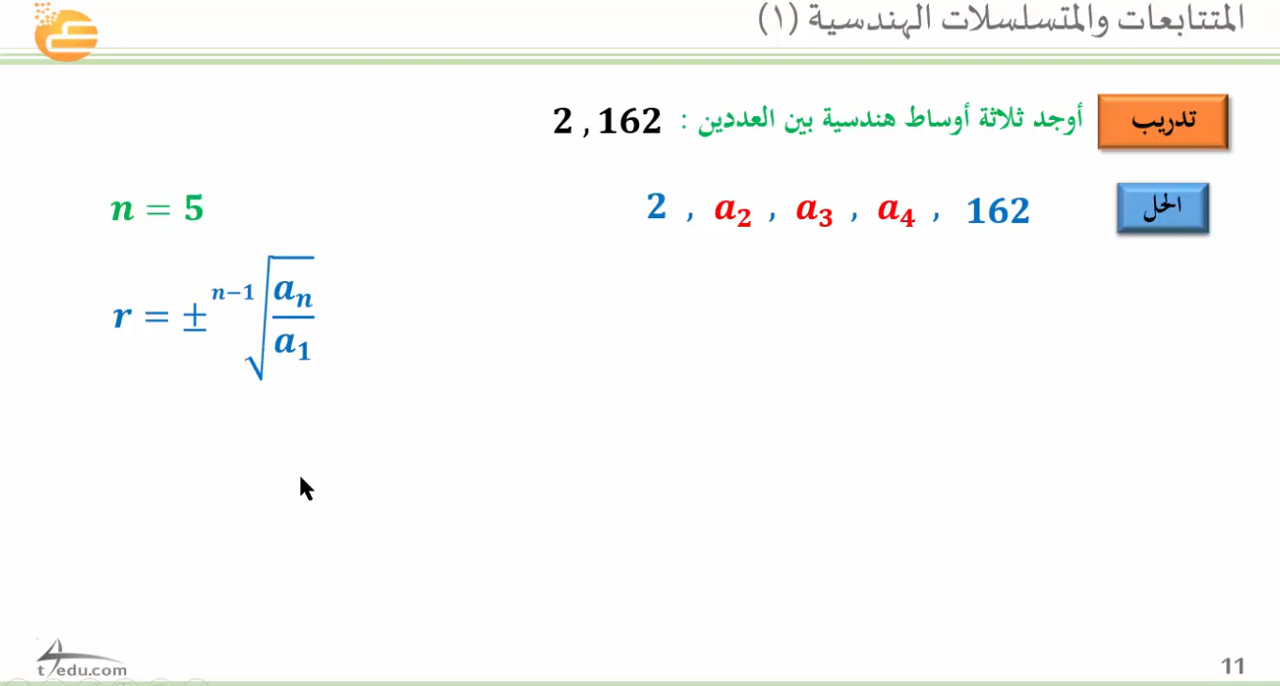 المتتابعات والمتسلسلات الهندسية (١)
تدريب
أوجد ثلاثة أوساط هندسية بين العددين : 2 , 162
الحل
2 , a₂ , a₃ , a₄ , 162
n = 5
r = ± ⁿ⁻¹√(aₙ/a₁)
t4edu.com
11